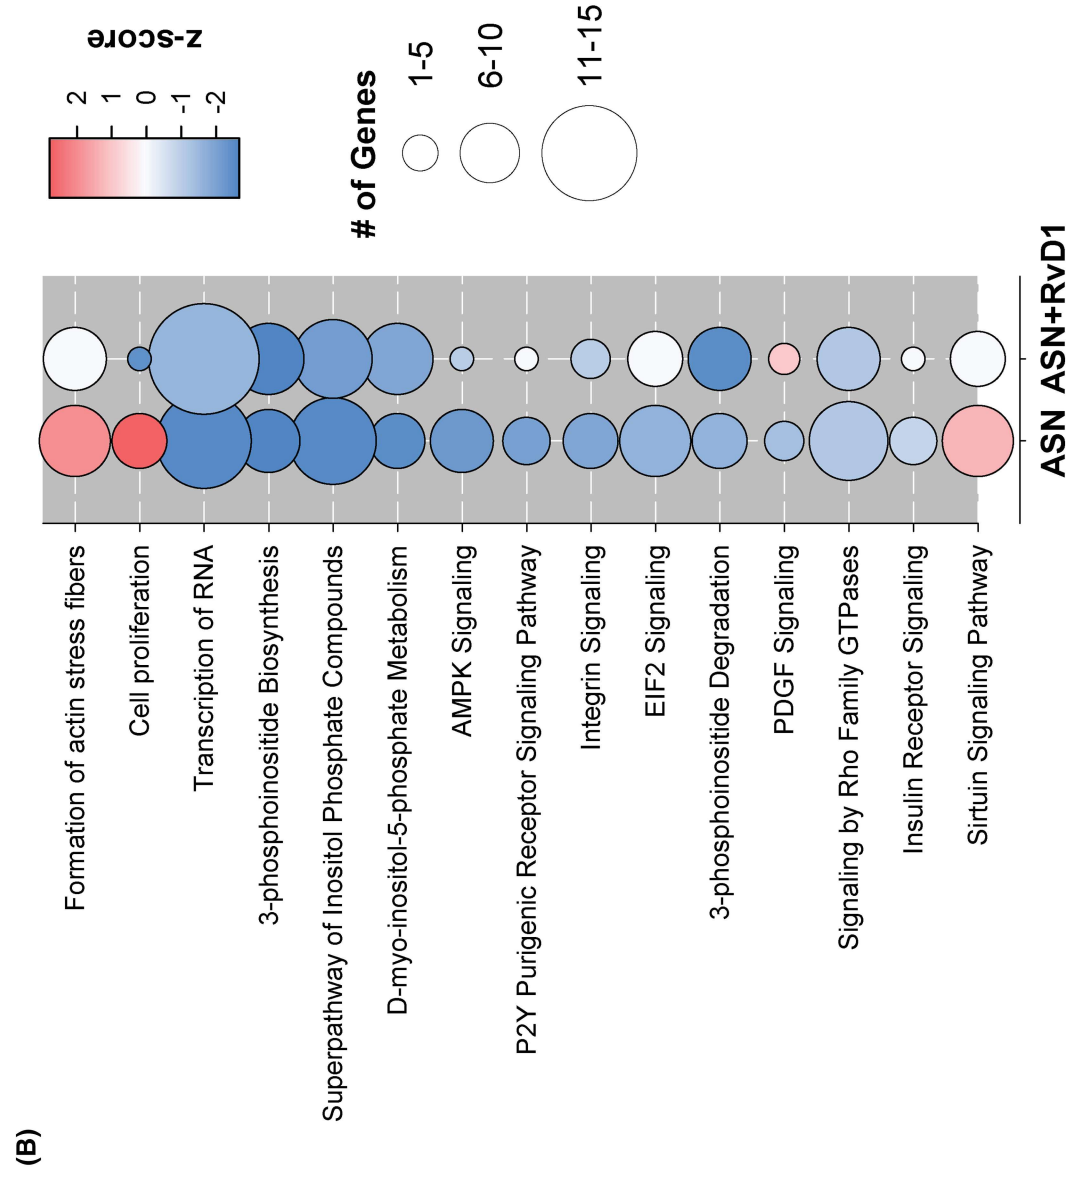 (B)
Formation of actin stress fibers
Cell proliferation
Transcription of RNA
3-phosphoinositide Biosynthesis
Superpathway of Inositol Phosphate Compounds
D-myo-inositol-5-phosphate Metabolism
AMPK Signaling
P2Y Purigenic Receptor Signaling Pathway
Integrin Signaling
EIF2 Signaling
3-phosphoinositide Degradation
PDGF Signaling
Signaling by Rho Family GTPases
Insulin Receptor Signaling
Sirtuin Signaling Pathway
ASN
ASN+RvD1
z-score
2
1
0
-1
-2
# of Genes
1-5
6-10
11-15